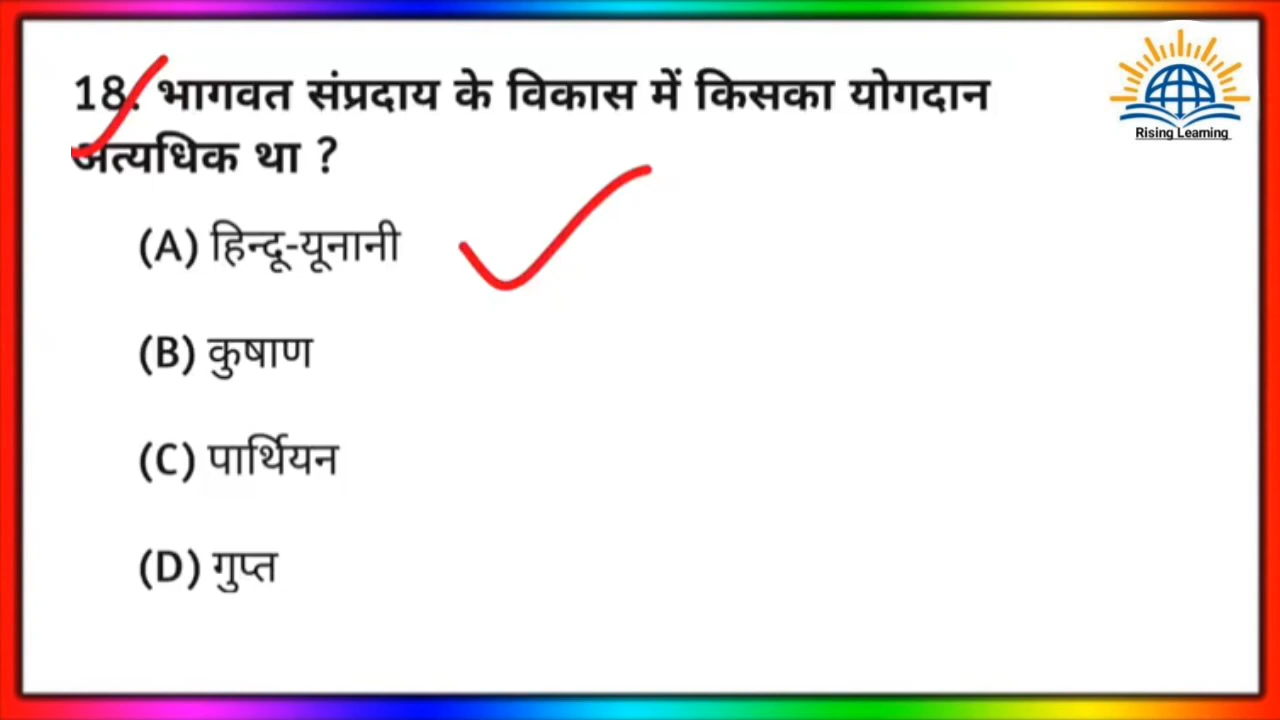 18. भागवत संप्रदाय के विकास में किसका योगदान
अत्यधिक था ?
Rising Learning
(A) हिन्दू-यूनानी
(B) कुषाण
(C) पार्थियन
(D) गुप्त